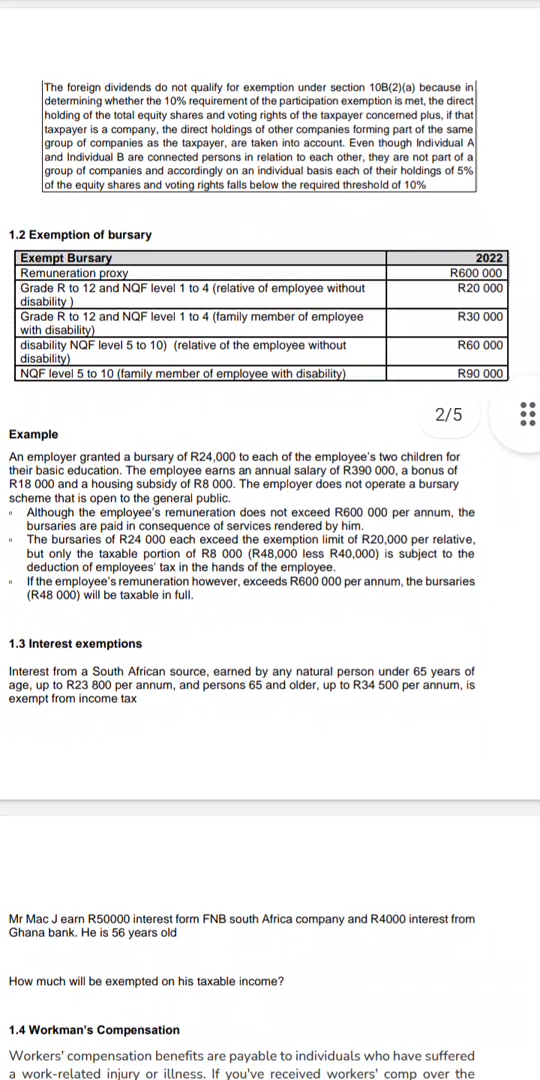 The foreign dividends do not qualify for exemption under section 10B(2)(a) because in
determining whether the 10% requirement of the participation exemption is met, the direct
holding of the total equity shares and voting rights of the taxpayer concerned plus, if that
taxpayer is a company, the direct holdings of other companies forming part of the same
group of companies as the taxpayer, are taken into account. Even though Individual A
and Individual B are connected persons in relation to each other, they are not part of a
group of companies and accordingly on an individual basis each of their holdings of 5%
of the equity shares and voting rights falls below the required threshold of 10%
1.2 Exemption of bursary
Exempt Bursary 2022
Remuneration proxy R600 000
Grade R to 12 and NQF level 1 to 4 (relative of employee without R20 000
disability )
Grade R to 12 and NQF level 1 to 4 (family member of employee R30 000
with disability)
disability NQF level 5 to 10) (relative of the employee without R60 000
disability)
NQF level 5 to 10 (family member of employee with disability) R90 000
2/5
Example
An employer granted a bursary of R24,000 to each of the employee's two children for
their basic education. The employee earns an annual salary of R390 000, a bonus of
R18 000 and a housing subsidy of R8 000. The employer does not operate a bursary
scheme that is open to the general public.
▫ Although the employee's remuneration does not exceed R600 000 per annum, the
bursaries are paid in consequence of services rendered by him.
▫ The bursaries of R24 000 each exceed the exemption limit of R20,000 per relative,
but only the taxable portion of R8 000 (R48,000 less R40,000) is subject to the
deduction of employees' tax in the hands of the employee.
▫ If the employee's remuneration however, exceeds R600 000 per annum, the bursaries
(R48 000) will be taxable in full.
1.3 Interest exemptions
Interest from a South African source, earned by any natural person under 65 years of
age, up to R23 800 per annum, and persons 65 and older, up to R34 500 per annum, is
exempt from income tax
Mr Mac J earn R50000 interest form FNB south Africa company and R4000 interest from
Ghana bank. He is 56 years old
How much will be exempted on his taxable income?
1.4 Workman's Compensation
Workers' compensation benefits are payable to individuals who have suffered
a work-related injury or illness. If you've received workers' comp over the